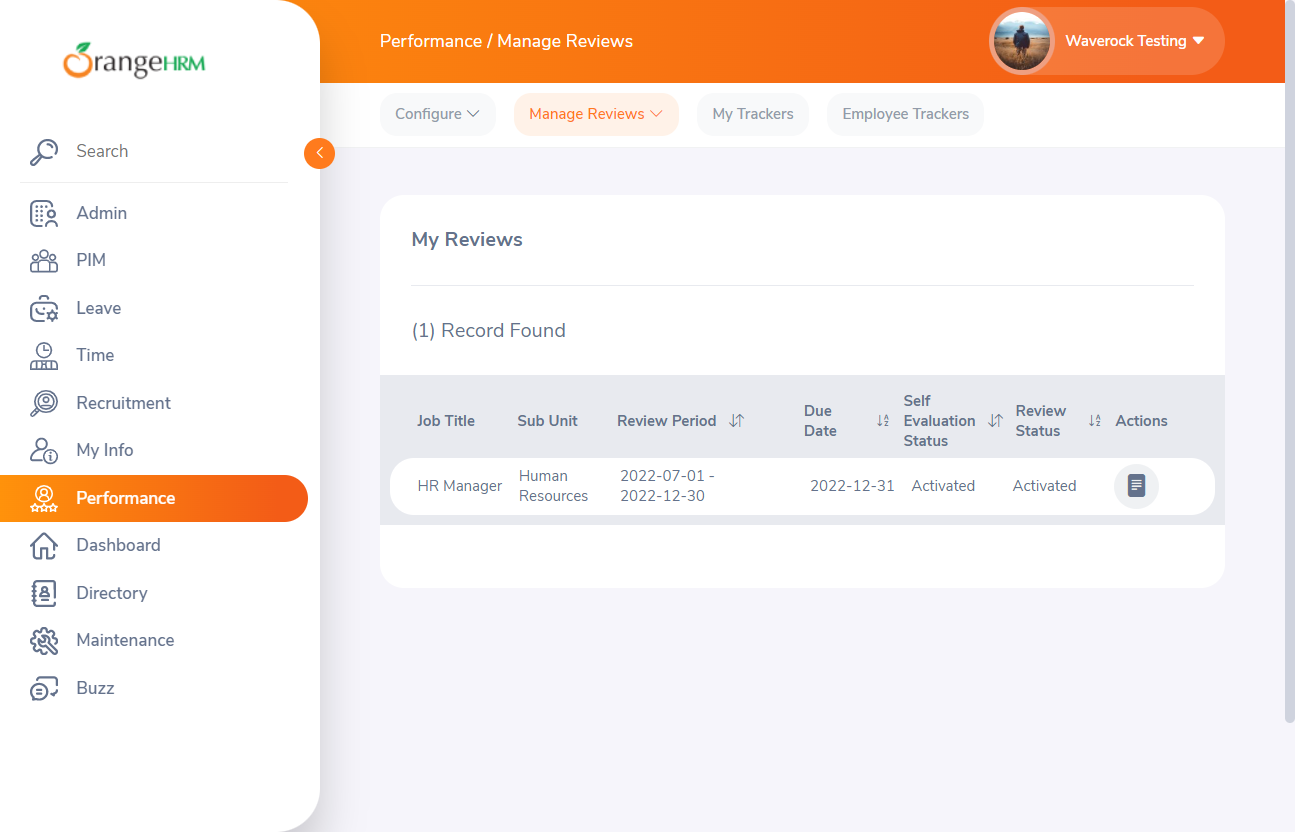 OrangeHRM
Performance / Manage Reviews
Waverock Testing
Configure
Manage Reviews
My Trackers
Employee Trackers
Search
Admin
PIM
Leave
Time
Recruitment
My Info
Performance
Dashboard
Directory
Maintenance
Buzz
My Reviews
(1) Record Found
Job Title
Sub Unit
Review Period
Due
Date
Self
Evaluation
Status
Review
Status
Actions
HR Manager
Human
Resources
2022-07-01 -
2022-12-30
2022-12-31
Activated
Activated